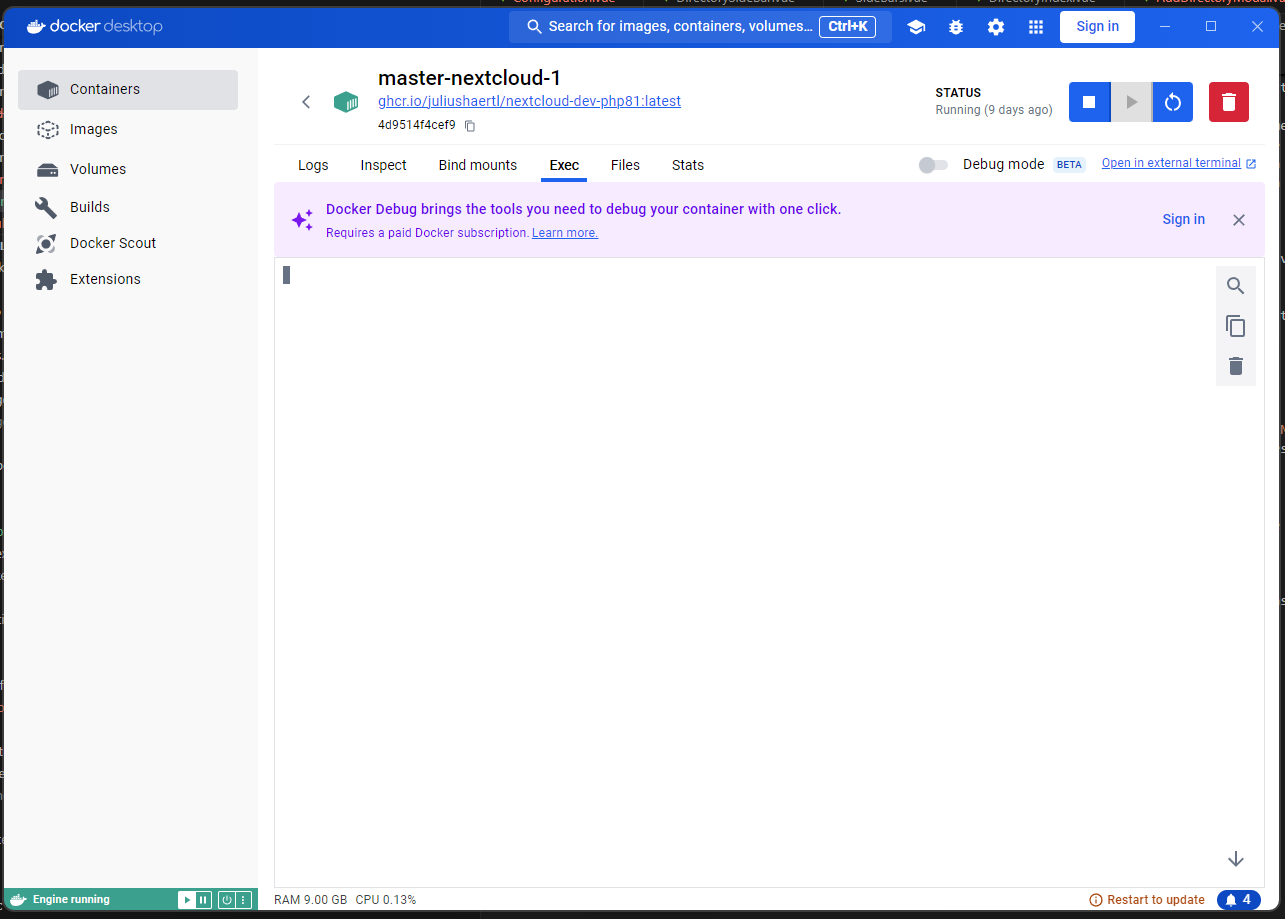 docker desktop
Search for images, containers, volumes...
Ctrl+K
Sign in
Containers
Images
Volumes
Builds
Docker Scout
Extensions
master-nextcloud-1
ghcr.io/juliushaertl/nextcloud-dev-php81:latest
4d9514f4cef9
STATUS
Running (9 days ago)
Logs
Inspect
Bind mounts
Exec
Files
Stats
Debug mode
BETA
Open in external terminal
Docker Debug brings the tools you need to debug your container with one click.
Requires a paid Docker subscription. Learn more.
Sign in
Engine running
RAM 9.00 GB
CPU 0.13%
Restart to update
4